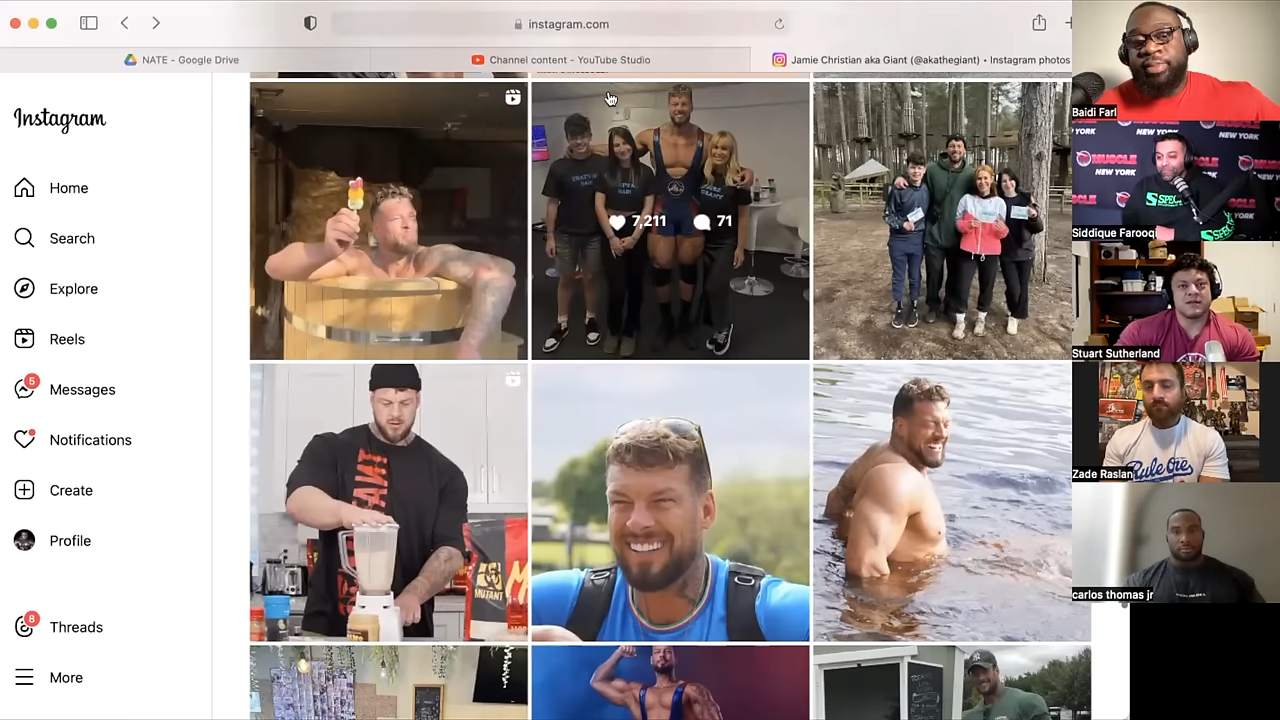 instagram.com
NATE - Google Drive
Channel content - YouTube Studio
Jamie Christian aka Giant (@akathegiant) • Instagram photos
Instagram
Home
Search
Explore
Reels
5
Messages
Notifications
Create
Profile
8
Threads
More
7,211
71
GIANT
MUTANT
Baidi Farl
MUSCLE
NEW YORK
Siddique Farooqi
Stuart Sutherland
Rule One
Zade Raslan
carlos thomas jr